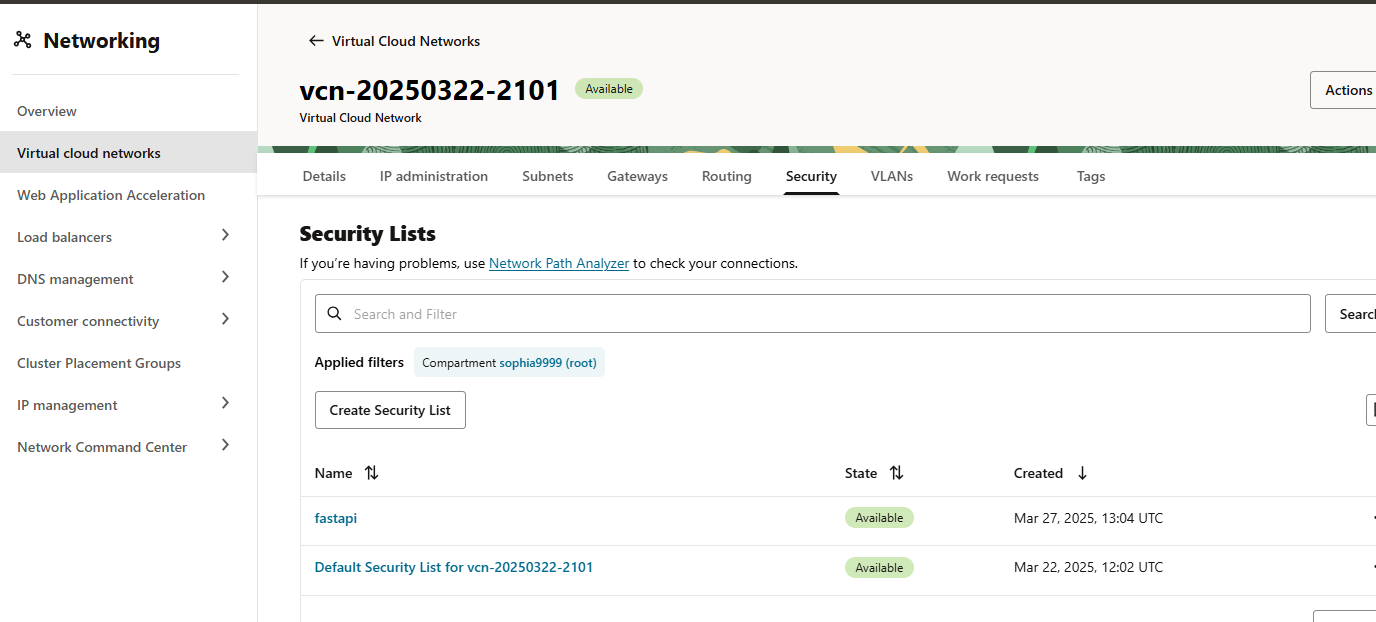 Networking
Overview
Virtual cloud networks
Web Application Acceleration
Load balancers
DNS management
Customer connectivity
Cluster Placement Groups
IP management
Network Command Center
Virtual Cloud Networks
vcn-20250322-2101 Available
Virtual Cloud Network
Actions
Details IP administration Subnets Gateways Routing Security VLANs Work requests Tags
Security Lists
If you’re having problems, use Network Path Analyzer to check your connections.
Search and Filter
Applied filters Compartment sophia9999 (root)
Create Security List
Name State Created
fastapi Available Mar 27, 2025, 13:04 UTC
Default Security List for vcn-20250322-2101 Available Mar 22, 2025, 12:02 UTC